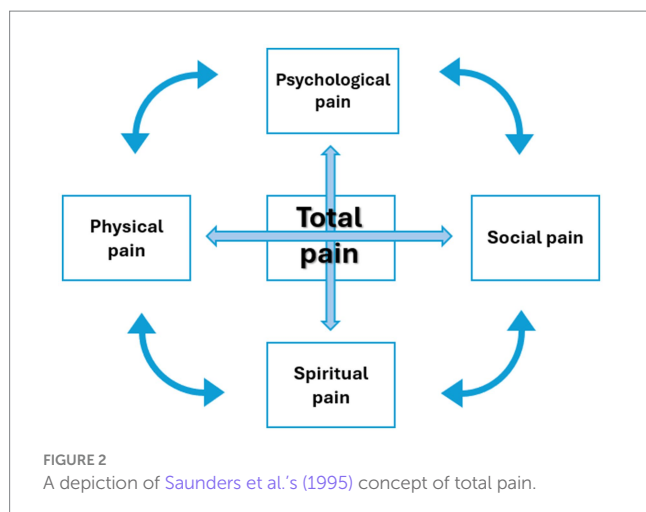 Psychological
pain
Physical
pain
Total
pain
Social pain
Spiritual
pain
FIGURE 2
A depiction of Saunders et al.'s (1995) concept of total pain.